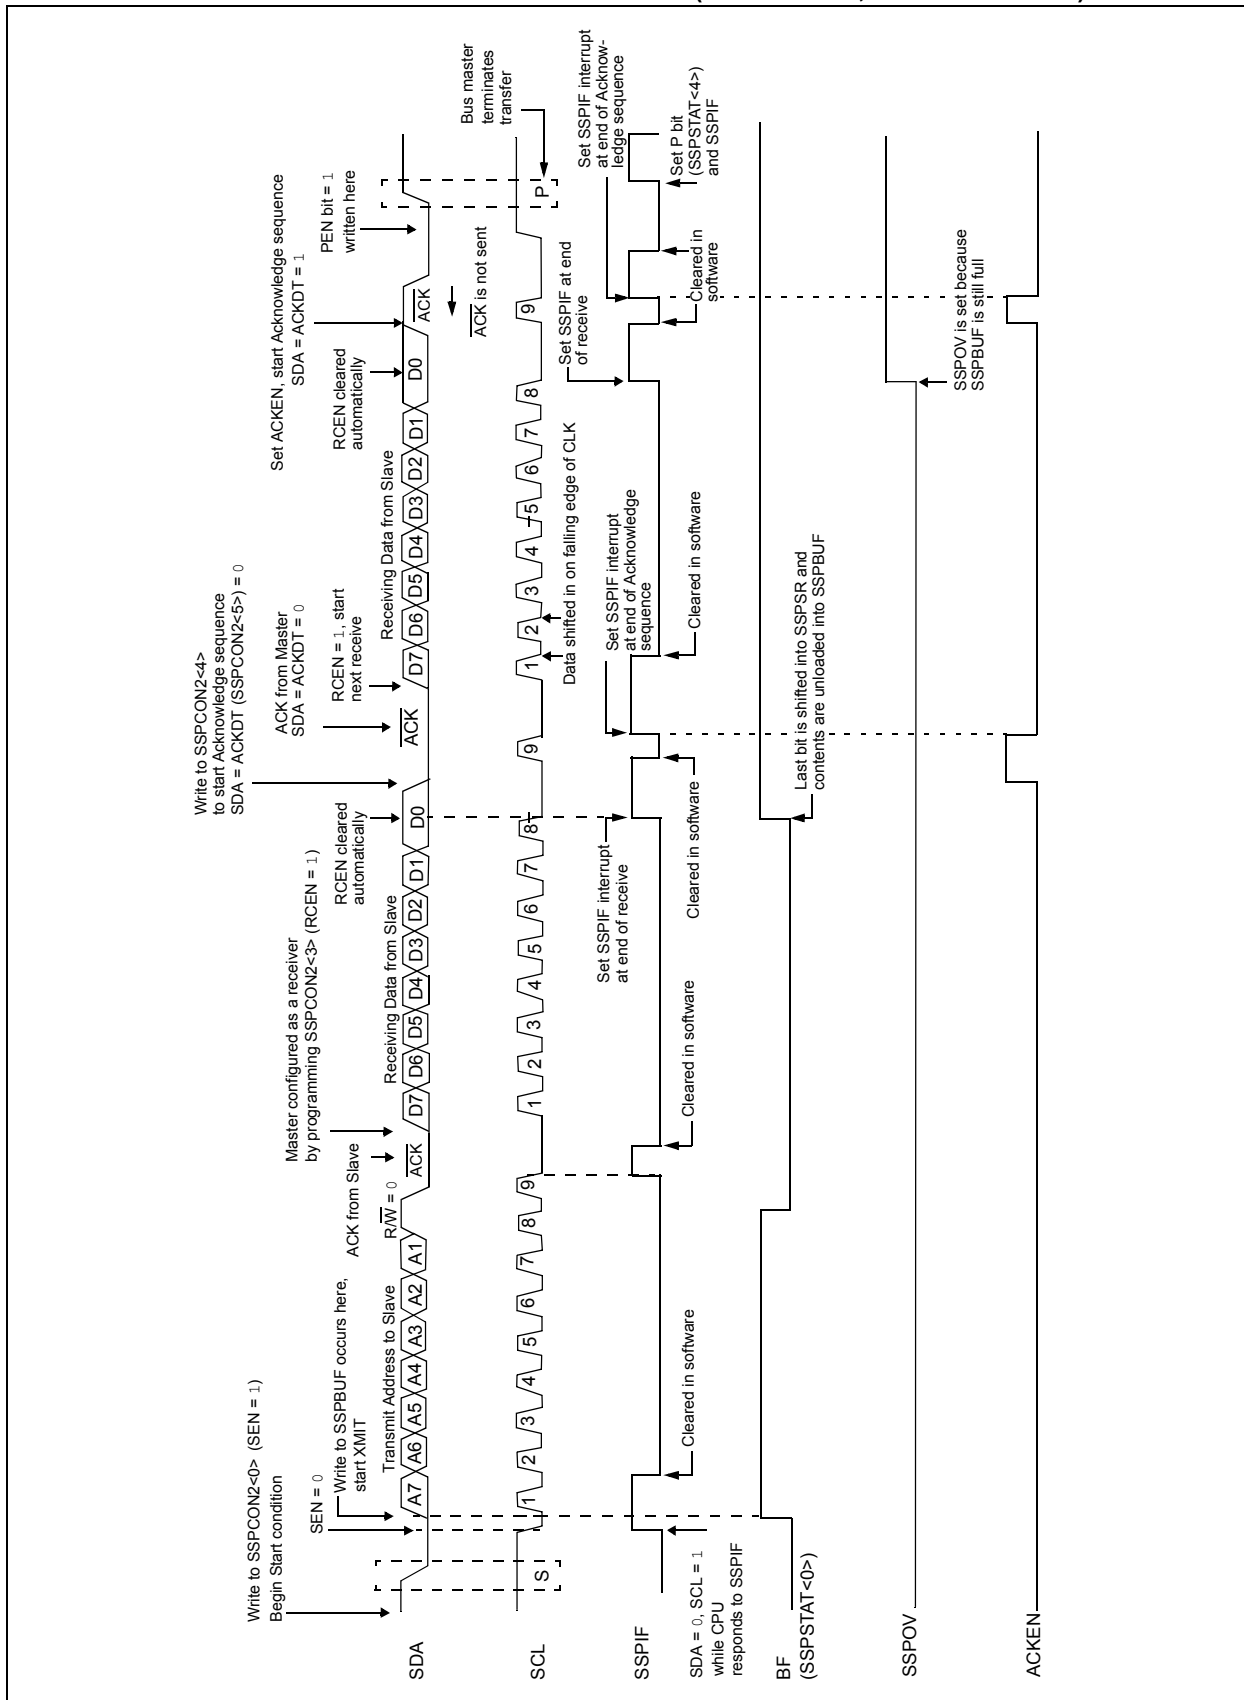 Write to SSPCON2<4>
to start Acknowledge sequence
SDA = ACKDT (SSPCON2<5>) = 0
Write to SSPCON2<0> (SEN = 1)
Begin Start condition
Master configured as a receiver
by programming SSPCON2<3> (RCEN = 1)
ACK from Master
SDA = ACKDT = 0
Set ACKEN, start Acknowledge sequence
SDA = ACKDT = 1
SEN = 0
Write to SSPBUF occurs here,
start XMIT
ACK from Slave
RCEN cleared
automatically
RCEN = 1, start
next receive
RCEN cleared
automatically
PEN bit = 1
written here
Transmit Address to Slave
R/W = 0
Receiving Data from Slave
Receiving Data from Slave
SDA
A7 A6 A5 A4 A3 A2 A1 ACK D7 D6 D5 D4 D3 D2 D1 D0 ACK D7 D6 D5 D4 D3 D2 D1 D0 ACK
ACK is not sent
Bus master
terminates
transfer
SCL
S 1 2 3 4 5 6 7 8 9 1 2 3 4 5 6 7 8 9 1 2 3 4 5 6 7 8 9 P
Data shifted in on falling edge of CLK
Set SSPIF at end
of receive
Set SSPIF interrupt
at end of Acknow-
ledge sequence
Set SSPIF interrupt
at end of receive
Set SSPIF interrupt
at end of Acknowledge
sequence
SSPIF
SDA = 0, SCL = 1
while CPU
responds to SSPIF
Cleared in software
Cleared in software
Cleared in software
Cleared in software
Cleared in
software
Set P bit
(SSPSTAT<4>)
and SSPIF
BF
(SSPSTAT<0>)
Last bit is shifted into SSPSR and
contents are unloaded into SSPBUF
SSPOV
SSPOV is set because
SSPBUF is still full
ACKEN